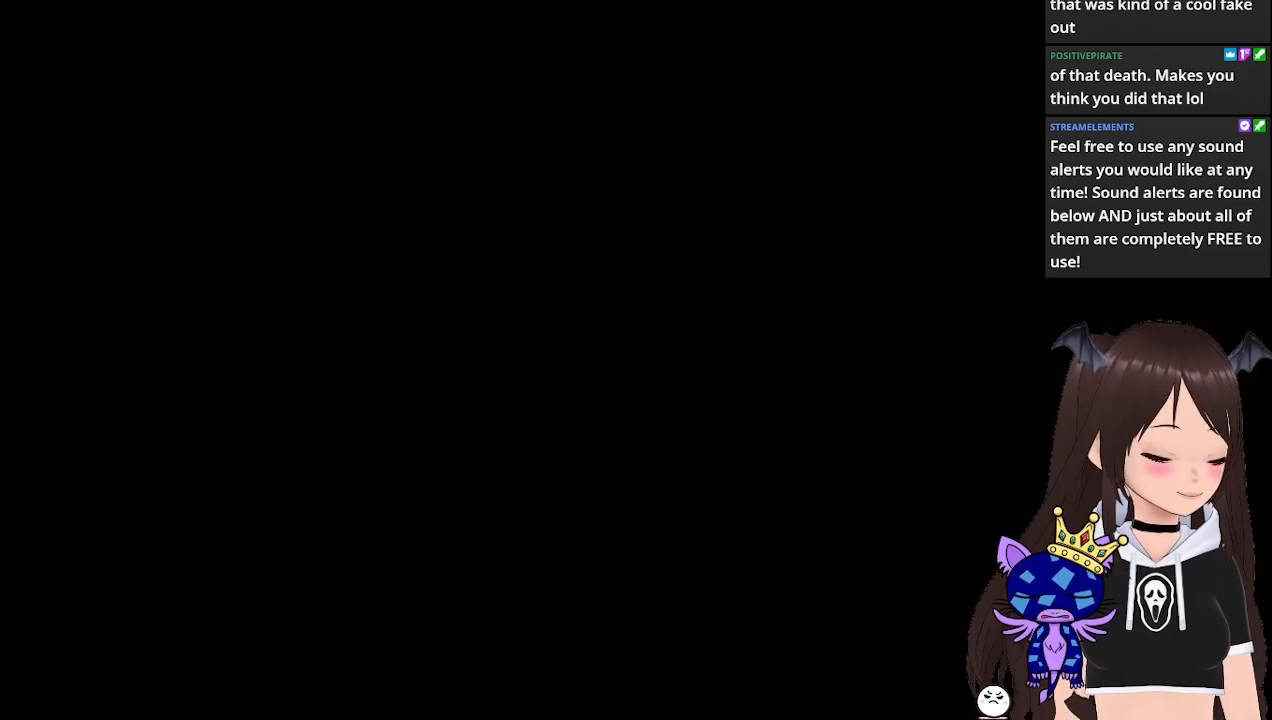 that was kind of a cool fake
out
POSITIVEPIRATE
of that death. Makes you
think you did that lol
STREAMELEMENTS
Feel free to use any sound
alerts you would like at any
time! Sound alerts are found
below AND just about all of
them are completely FREE to
use!